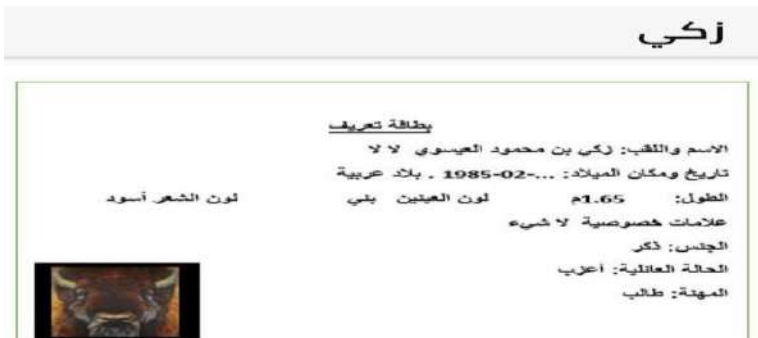 زكي
بطاقة تعريف
الاسم واللقب: زكي بن محمود العيسوي لا لا
تاريخ ومكان الميلاد: ...-02-1985 . بلاد عربية
الطول: 1.65م لون العينين بني لون الشعر أسود
علامات خصوصية لا شيء
الجنس: ذكر
الحالة العائلية: أعزب
المهنة: طالب